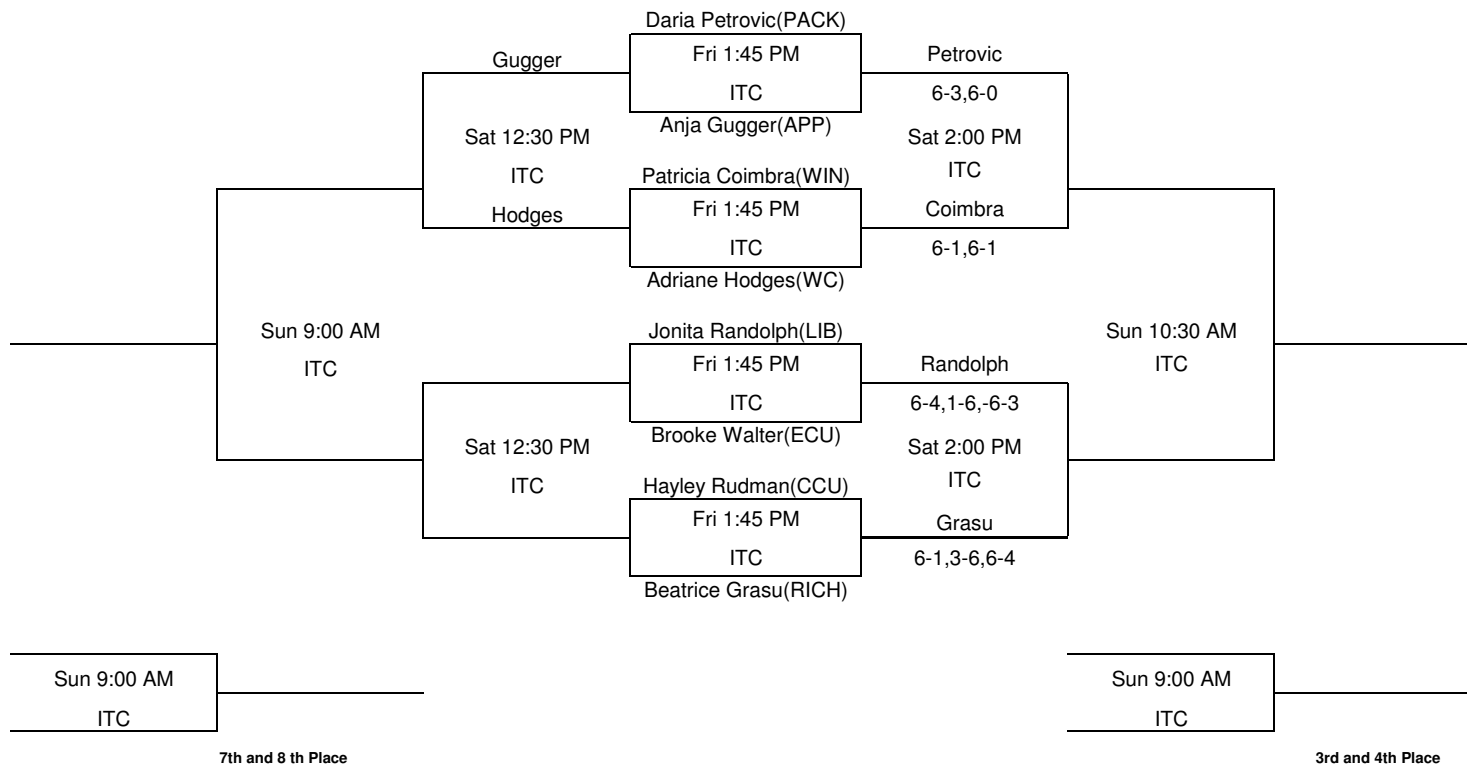 Daria Petrovic(PACK)
Gugger
Fri 1:45 PM
Petrovic
ITC
6-3,6-0
Anja Gugger(APP)
Sat 12:30 PM
Sat 2:00 PM
ITC
ITC
Patricia Coimbra(WIN)
Hodges
Fri 1:45 PM
Coimbra
ITC
6-1,6-1
Adriane Hodges(WC)
Sun 9:00 AM
Jonita Randolph(LIB)
Sun 10:30 AM
ITC
Fri 1:45 PM
Randolph
ITC
ITC
6-4,1-6,-6-3
Brooke Walter(ECU)
Sat 12:30 PM
Sat 2:00 PM
ITC
ITC
Hayley Rudman(CCU)
Fri 1:45 PM
Grasu
ITC
6-1,3-6,6-4
Beatrice Grasu(RICH)
Sun 9:00 AM
Sun 9:00 AM
ITC
ITC
7th and 8 th Place
3rd and 4th Place